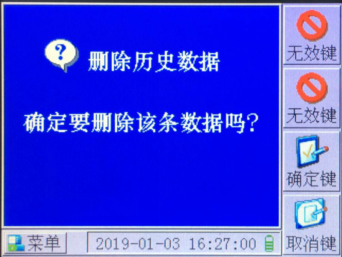 删除历史数据
确定要删除该条数据吗?
无效键
无效键
确定键
取消键
菜单
2019-01-03 16:27:00